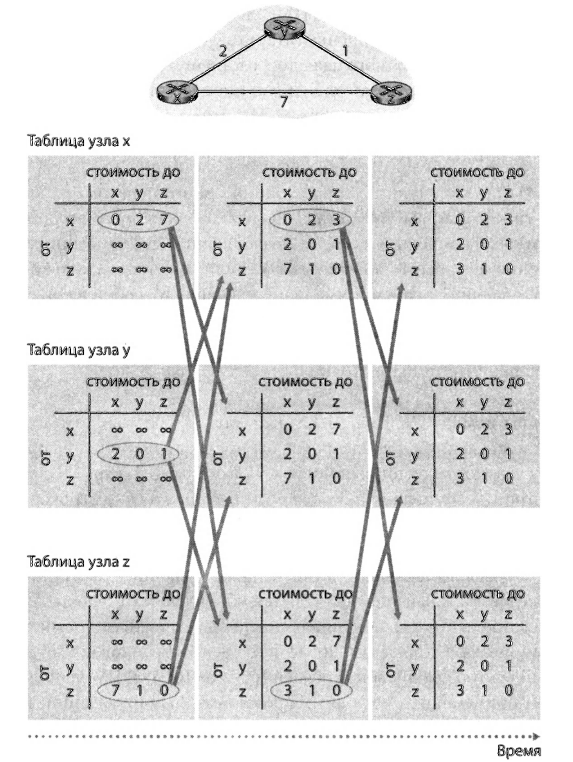 y
2 1
x z
7
Таблица узла x
стоимость до стоимость до стоимость до
x y z x y z x y z
x 0 2 7 x 0 2 3 x 0 2 3
от y ∞ ∞ ∞ от y 2 0 1 от y 2 0 1
z ∞ ∞ ∞ z 7 1 0 z 3 1 0
Таблица узла y
стоимость до стоимость до стоимость до
x y z x y z x y z
x ∞ ∞ ∞ x 0 2 7 x 0 2 3
от y 2 0 1 от y 2 0 1 от y 2 0 1
z ∞ ∞ ∞ z 7 1 0 z 3 1 0
Таблица узла z
стоимость до стоимость до стоимость до
x y z x y z x y z
x ∞ ∞ ∞ x 0 2 7 x 0 2 3
от y ∞ ∞ ∞ от y 2 0 1 от y 2 0 1
z 7 1 0 z 3 1 0 z 3 1 0
Время